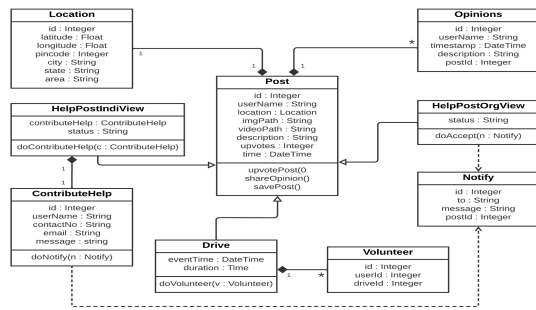 Location
id : Integer
latitude : Float
longitude : Float
pincode : Integer
city : String
state : String
area : String
1
1
1
*
Opinions
id : Integer
userName : String
timestamp : DateTime
description : String
postId : Integer
Post
id : Integer
userName : String
location : Location
imgPath : String
videoPath : String
description : String
upvotes : Integer
time : DateTime
upvotePost(0
shareOpinion()
savePost()
HelpPostIndiView
contributeHelp : ContributeHelp
status : String
doContributeHelp(c : ContributeHelp)
1
1
HelpPostOrgView
status : String
doAccept(n : Notify)
ContributeHelp
id : Integer
userName : String
contactNo : String
email : String
message : string
doNotify(n : Notify)
Notify
id : Integer
to : String
message : String
postId : Integer
Drive
eventTime : DateTime
duration : Time
doVolunteer(v : Volunteer)
1
*
Volunteer
id : Integer
userId : Integer
driveId : Integer